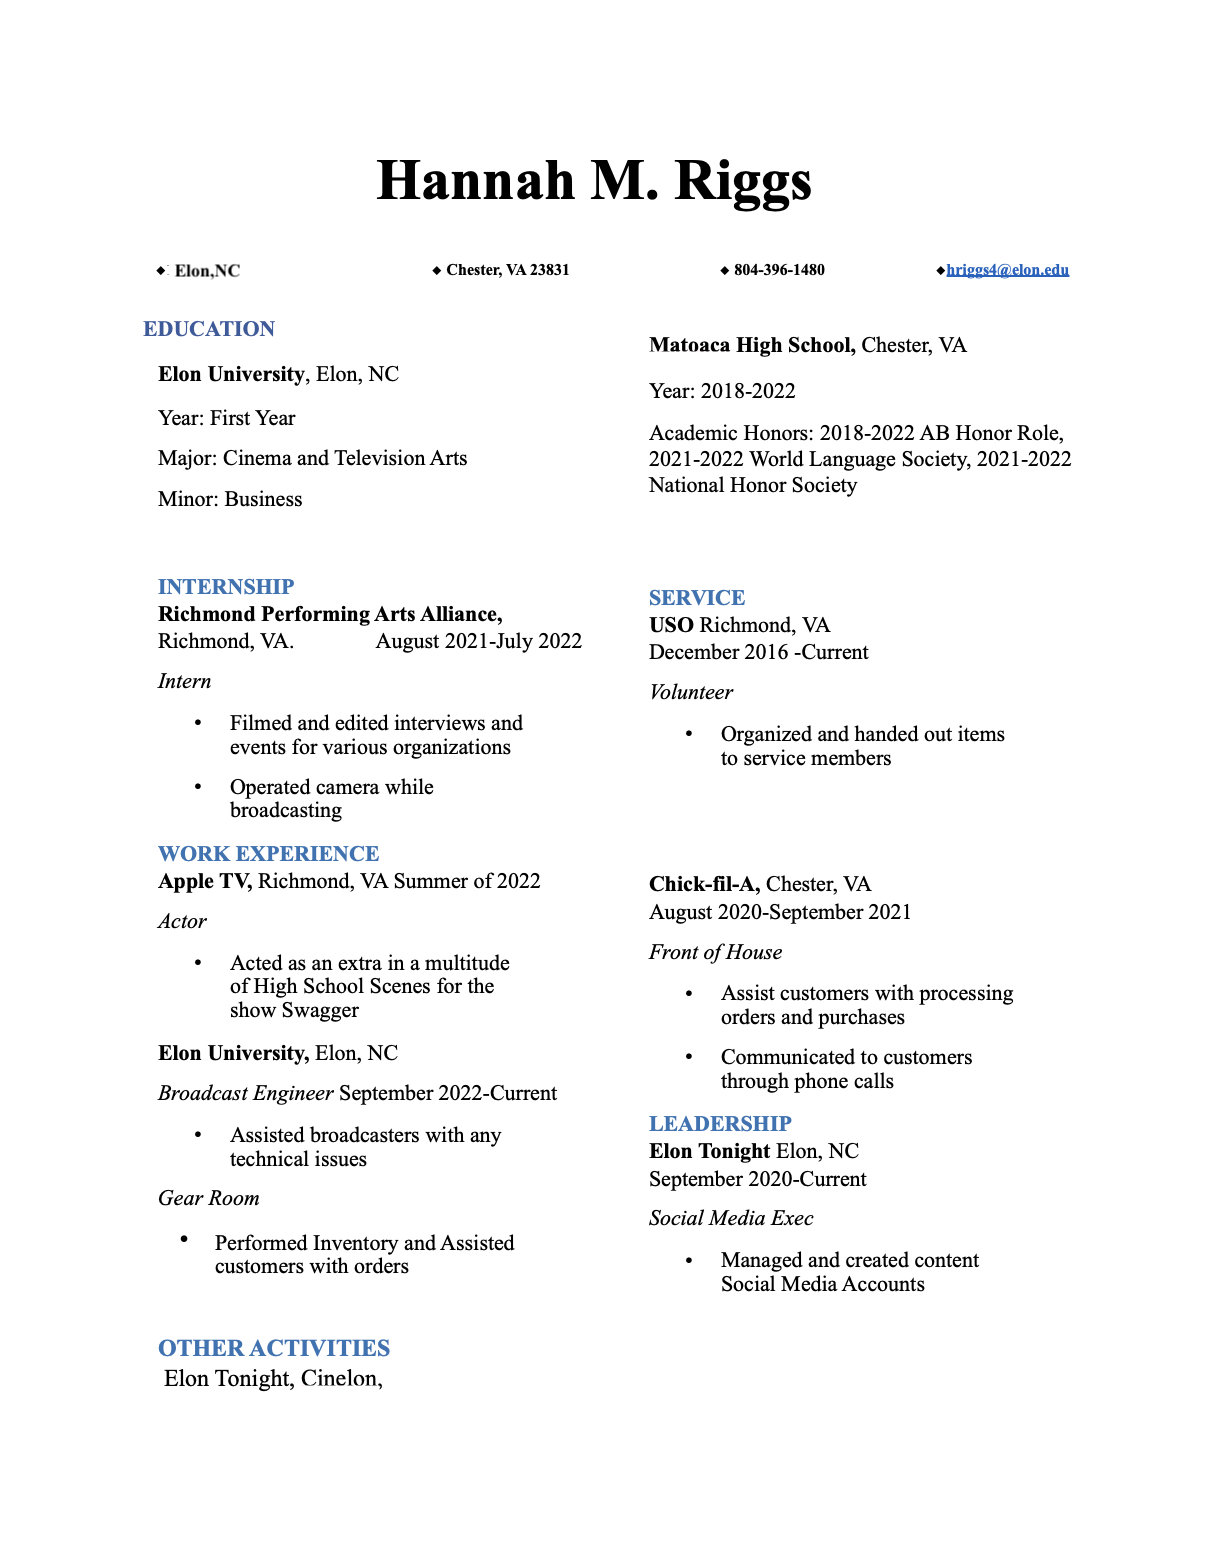 Hannah M. Riggs
◆ Elon,NC ◆ Chester, VA 23831 ◆ 804-396-1480 ◆hriggs4@elon.edu
EDUCATION
Elon University, Elon, NC
Year: First Year
Major: Cinema and Television Arts
Minor: Business
Matoaca High School, Chester, VA
Year: 2018-2022
Academic Honors: 2018-2022 AB Honor Role,
2021-2022 World Language Society, 2021-2022
National Honor Society
INTERNSHIP
Richmond Performing Arts Alliance,
Richmond, VA. August 2021-July 2022
Intern
• Filmed and edited interviews and
events for various organizations
• Operated camera while
broadcasting
SERVICE
USO Richmond, VA
December 2016 -Current
Volunteer
• Organized and handed out items
to service members
WORK EXPERIENCE
Apple TV, Richmond, VA Summer of 2022
Actor
• Acted as an extra in a multitude
of High School Scenes for the
show Swagger
Elon University, Elon, NC
Broadcast Engineer September 2022-Current
• Assisted broadcasters with any
technical issues
Gear Room
• Performed Inventory and Assisted
customers with orders
Chick-fil-A, Chester, VA
August 2020-September 2021
Front of House
• Assist customers with processing
orders and purchases
• Communicated to customers
through phone calls
LEADERSHIP
Elon Tonight Elon, NC
September 2020-Current
Social Media Exec
• Managed and created content
Social Media Accounts
OTHER ACTIVITIES
Elon Tonight, Cinelon,